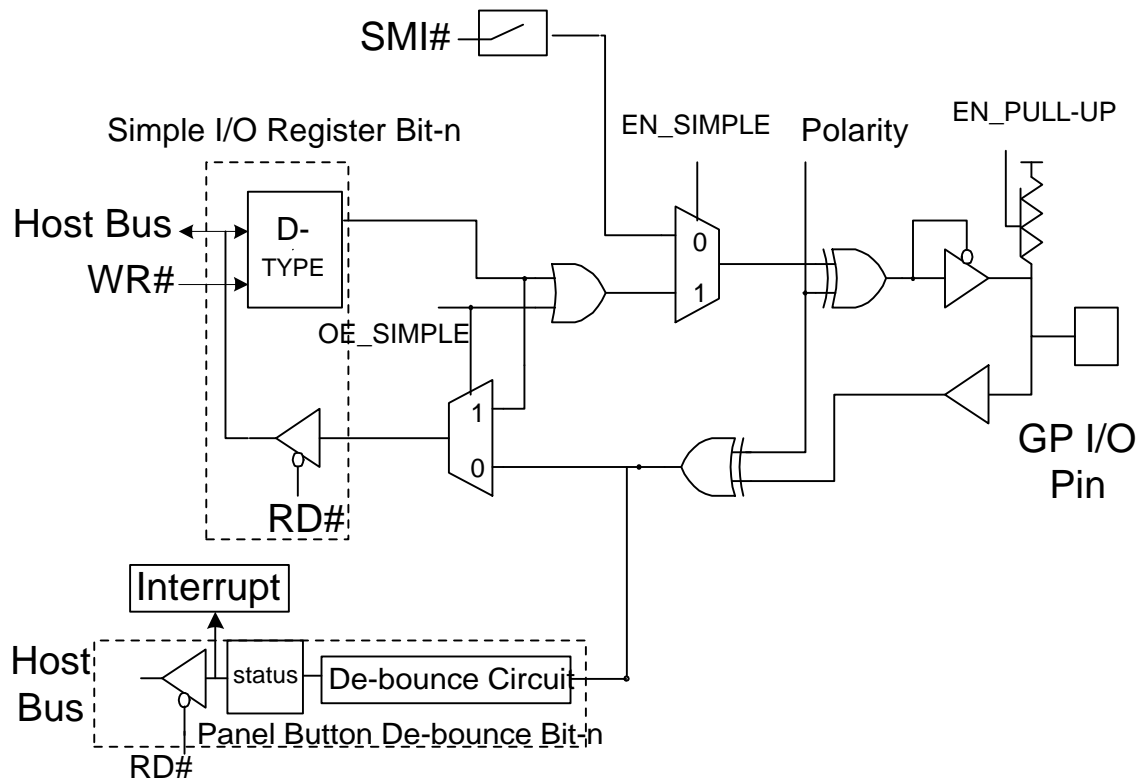 SMI#
EN_SIMPLE
Polarity
EN_PULL-UP
Simple I/O Register Bit-n
Host Bus
WR#
D-
TYPE
0
1
OE_SIMPLE
1
0
RD#
GP I/O
Pin
Interrupt
Host
Bus
status
De-bounce Circuit
Panel Button De-bounce Bit-n
RD#